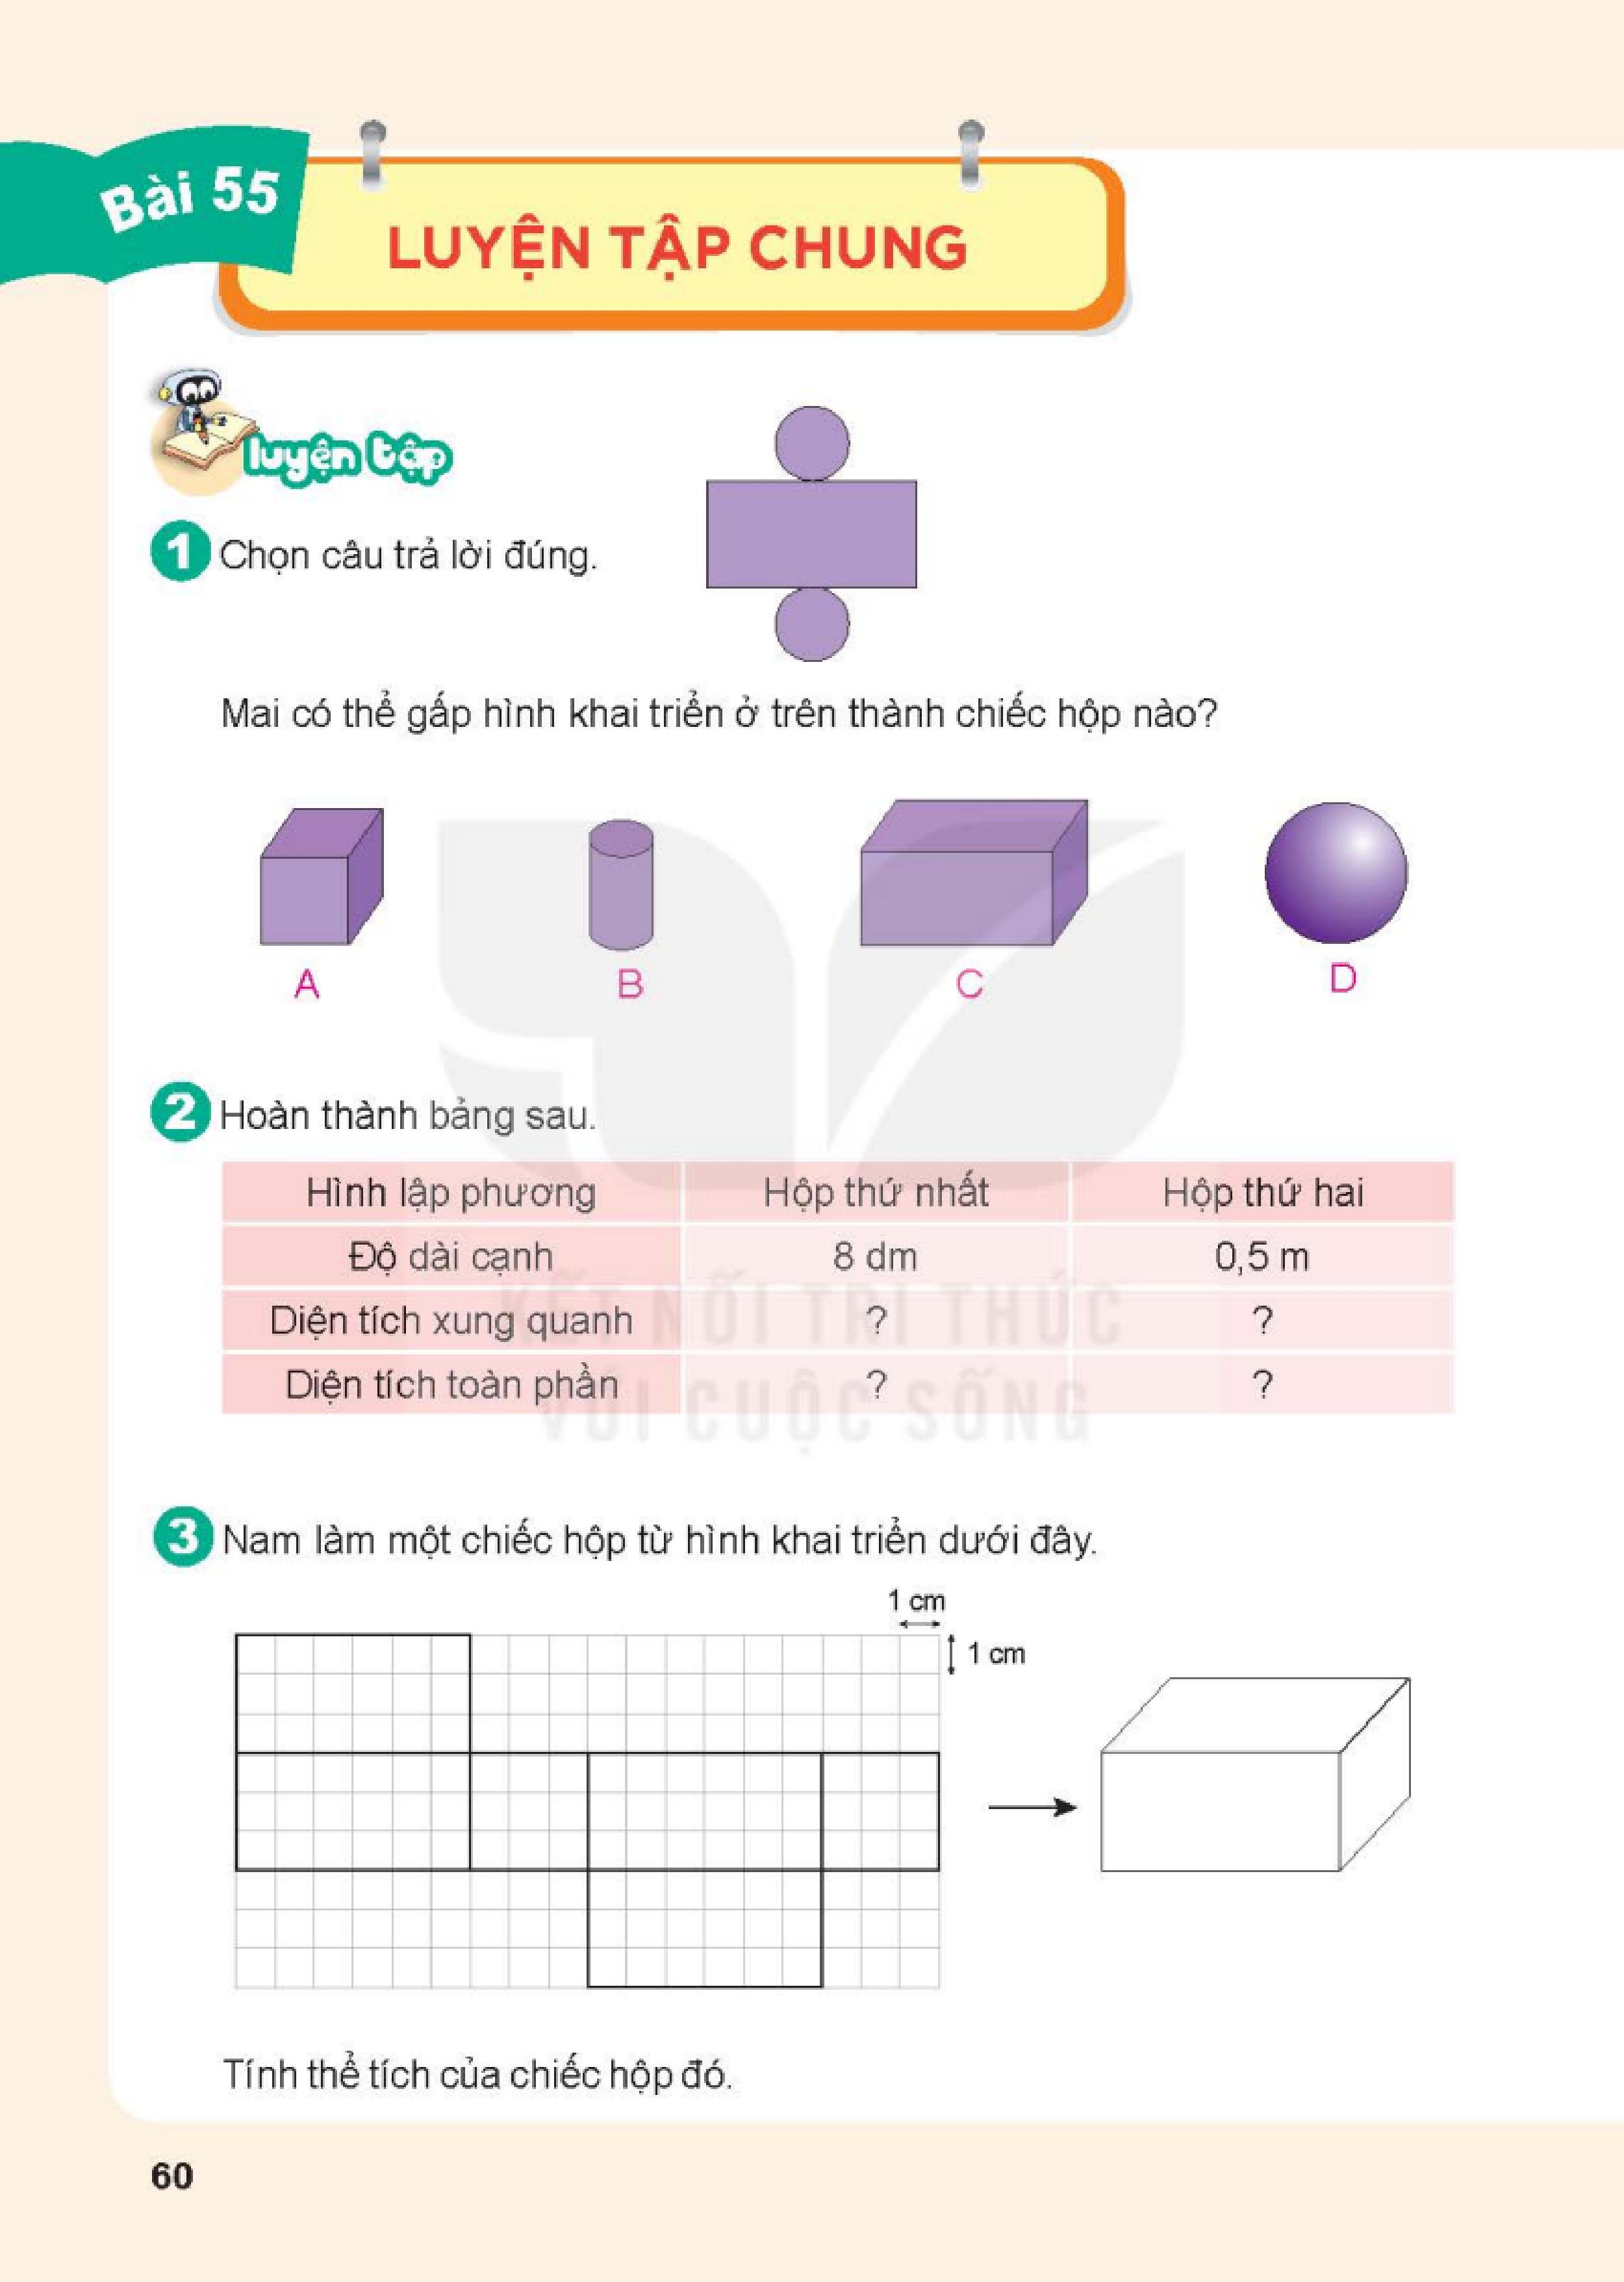 Bài 55
LUYỆN TẬP CHUNG
luyện tập
1 Chọn câu trả lời đúng.
Mai có thể gấp hình khai triển ở trên thành chiếc hộp nào?
A B C D
2 Hoàn thành bảng sau.
Hình lập phương Hộp thứ nhất Hộp thứ hai
Độ dài cạnh 8 dm 0,5 m
Diện tích xung quanh ? ?
Diện tích toàn phần ? ?
KẾT NỐI TRI THỨC
VỚI CUỘC SỐNG
3 Nam làm một chiếc hộp từ hình khai triển dưới đây.
1 cm
1 cm
Tính thể tích của chiếc hộp đó.
60